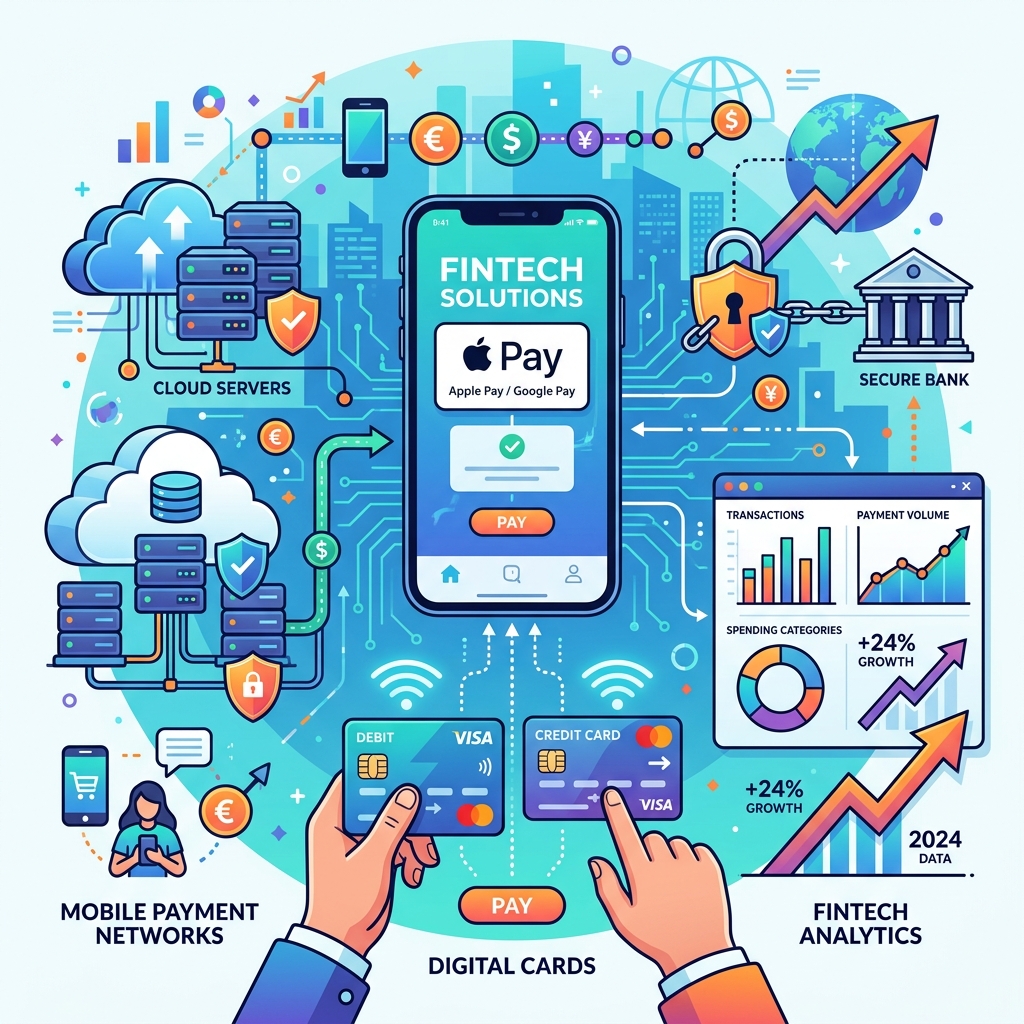 €
$
¥
$
9:41
FINTECH
SOLUTIONS
Pay
Apple Pay / Google Pay
PAY
CLOUD SERVERS
SECURE BANK
€
¥
$
TRANSACTIONS
PAYMENT VOLUME
SPENDING CATEGORIES
+24%
GROWTH
DEBIT
VISA
CREDIT CARD
VISA
€
+24%
GROWTH
2024
DATA
PAY
MOBILE PAYMENT
NETWORKS
DIGITAL CARDS
FINTECH
ANALYTICS